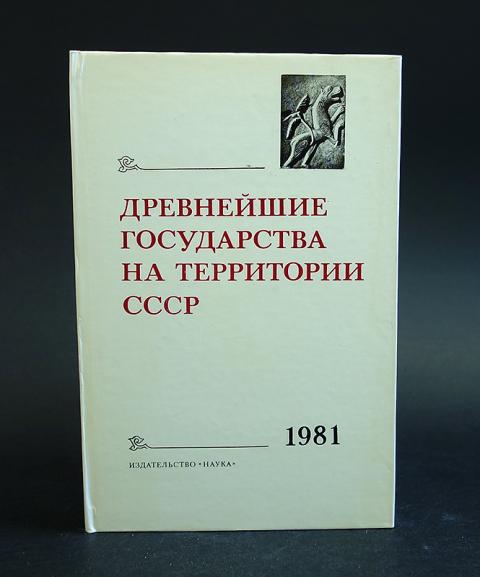 ДРЕВНЕЙШИЕ
ГОСУДАРСТВА
НА ТЕРРИТОРИИ
СССР
1981
ИЗДАТЕЛЬСТВО «НАУКА»